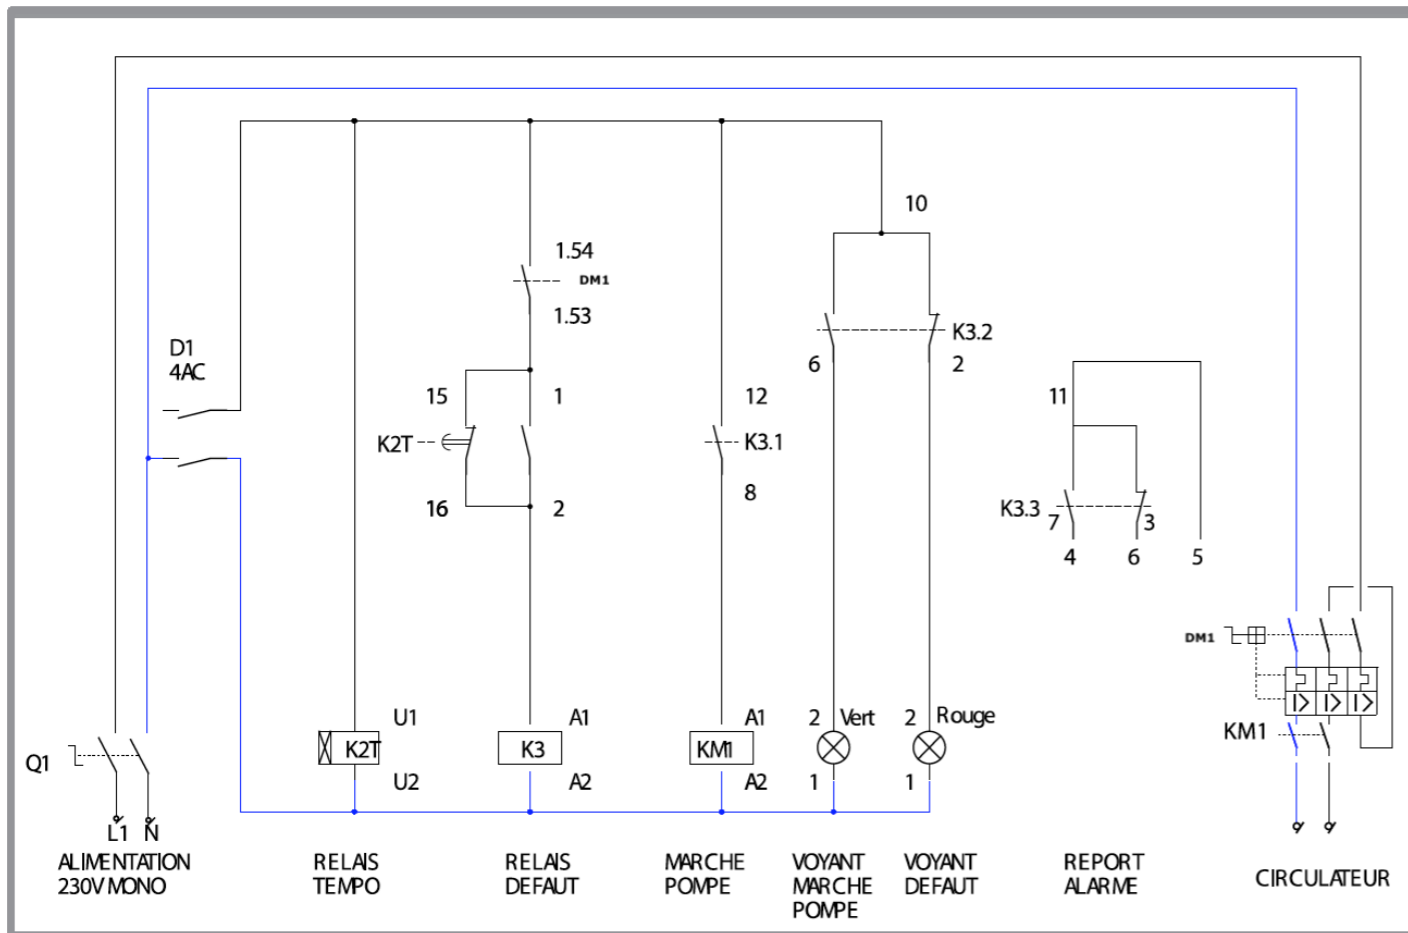 10
1.54
DM1
1.53
D1
4AC
K3.2
6
2
15
1
12
11
K2T
K3.1
16
2
8
K3.3
7
3
4
6
5
DM1
U1
A1
A1
2
Vert
2
Rouge
KM1
Q1
K2T
K3
KM1
U2
A2
A2
1
1
L1
N
ALIMENTATION
230V MONO
RELAIS
TEMPO
RELAIS
DEFAUT
MARCHE
POMPE
VOYANT
MARCHE
POMPE
VOYANT
DEFAUT
REPORT
ALARME
CIRCULATEUR
I>
I>
I>